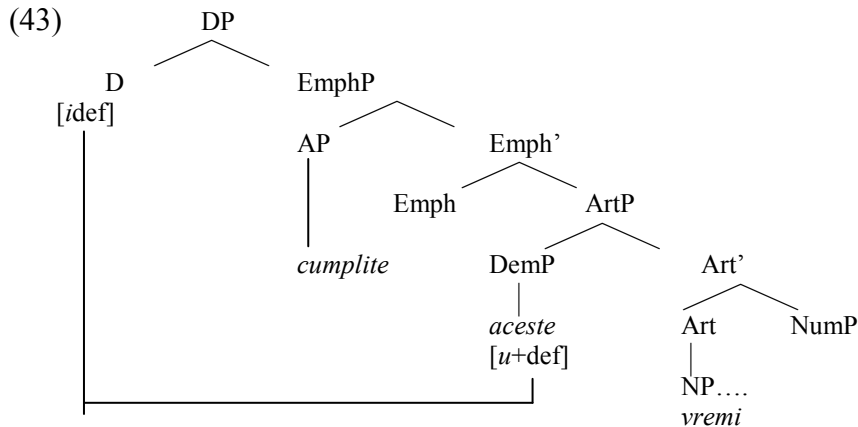 (43) DP
D EmphP
[idef]
AP Emph’
Emph ArtP
cumplite DemP Art’
aceste Art NumP
[u+def]
NP….
vremi